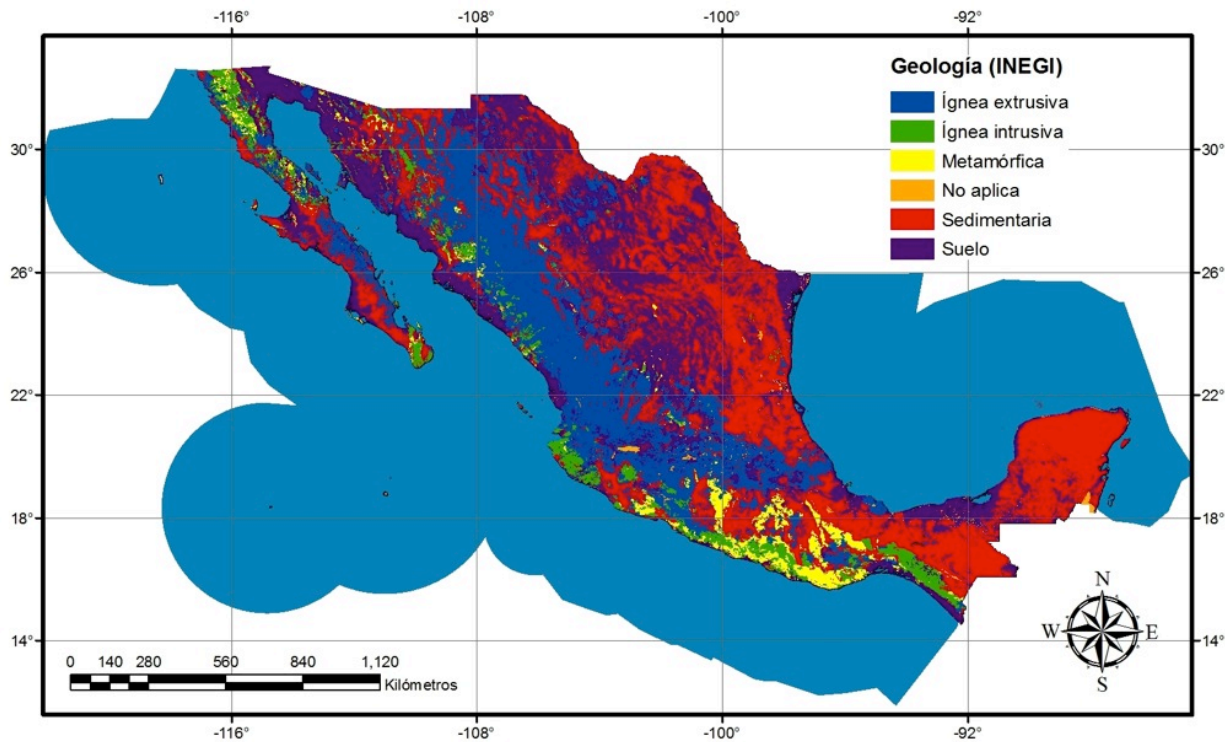 -116° -108° -100° -92°
Geología (INEGI)
Ígnea extrusiva
Ígnea intrusiva
Metamórfica
No aplica
Sedimentaria
Suelo
30° 30°
26° 26°
22° 22°
18° 18°
14° 14°
N
W E
S
0 140 280 560 840 1,120
Kilómetros
-116° -108° -100° -92°